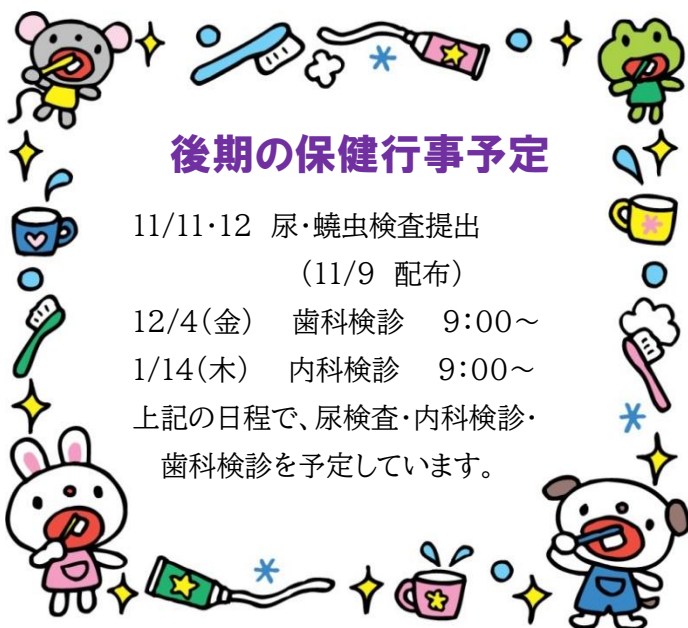 後期の保健行事予定
11/11・12 尿・蟯虫検査提出
(11/9 配布)
12/4(金) 歯科検診 9:00~
1/14(木) 内科検診 9:00~
上記の日程で、尿検査・内科検診・
歯科検診を予定しています。